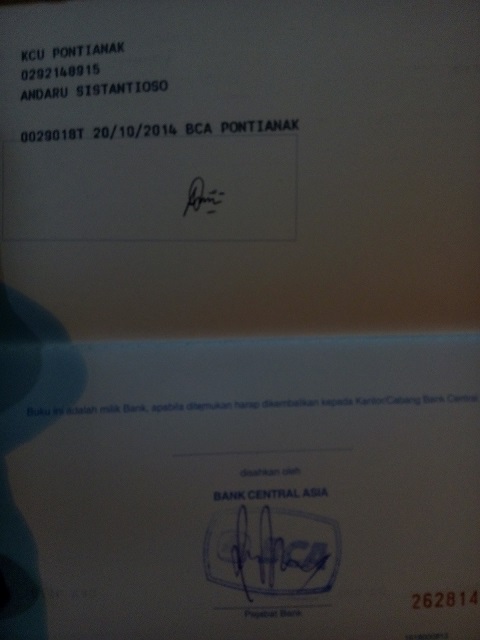 KCU PONTIANAK
0292148915
ANDARU SISTANTIOSO
0029018T 20/10/2014 BCA PONTIANAK
Buku ini adalah milik Bank, apabila ditemukan harap dikembalikan kepada Kantor/Cabang Bank Central
disahkan oleh
BANK CENTRAL ASIA
BCA
Pejabat Bank
262814